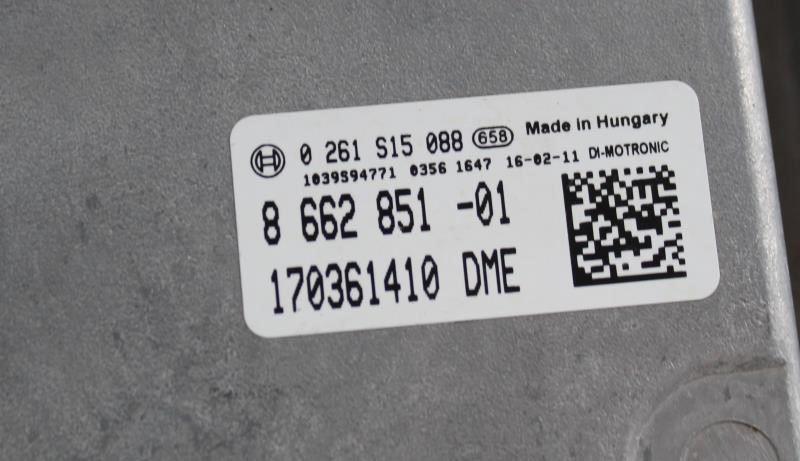 0 261 S15 088 658 Made in Hungary
1039S94771 0356 1647 16-02-11 DI-MOTRONIC
8 662 851 -01
170361410 DME